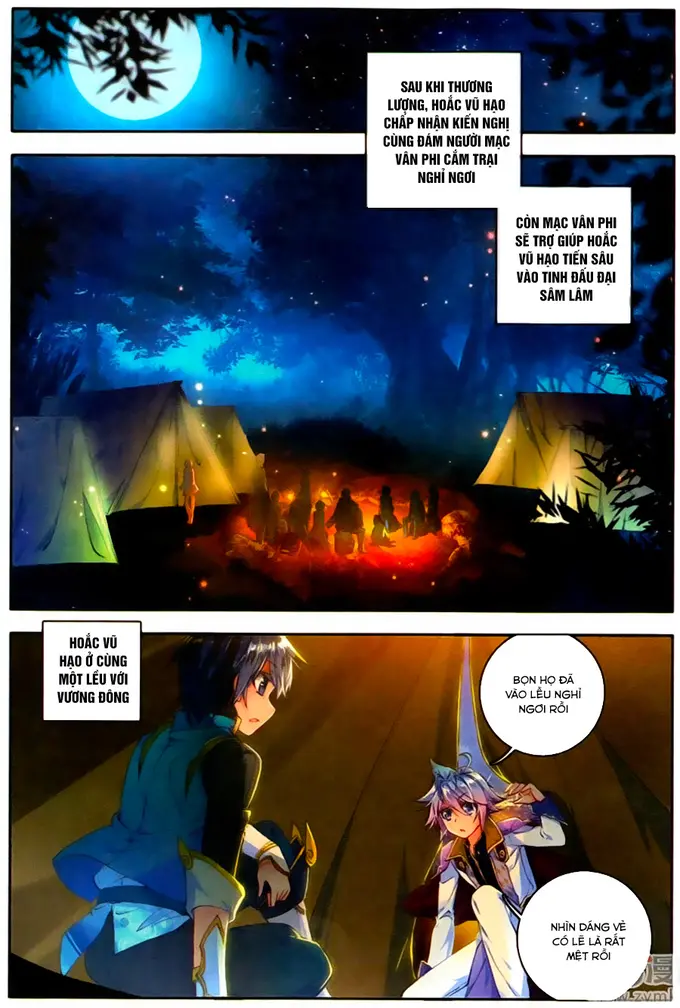 SAU KHI THƯƠNG
LƯỢNG, HOẮC VŨ HẠO
CHẤP NHẬN KIẾN NGHỊ
CÙNG ĐÁM NGƯỜI MẠC
VÂN PHI CẮM TRẠI
NGHỈ NGƠI
CÒN MẠC VÂN PHI
SẼ TRỢ GIÚP HOẮC
VŨ HẠO TIẾN SÂU
VÀO TINH ĐẤU ĐẠI
SÂM LÂM
HOẮC VŨ
HẠO Ở CÙNG
MỘT LỀU VỚI
VƯƠNG ĐÔNG
BỌN HỌ ĐÃ
VÀO LỀU NGHỈ
NGƠI RỒI
NHÌN DÁNG VẺ
CÓ LẼ LÀ RẤT
MỆT RỒI